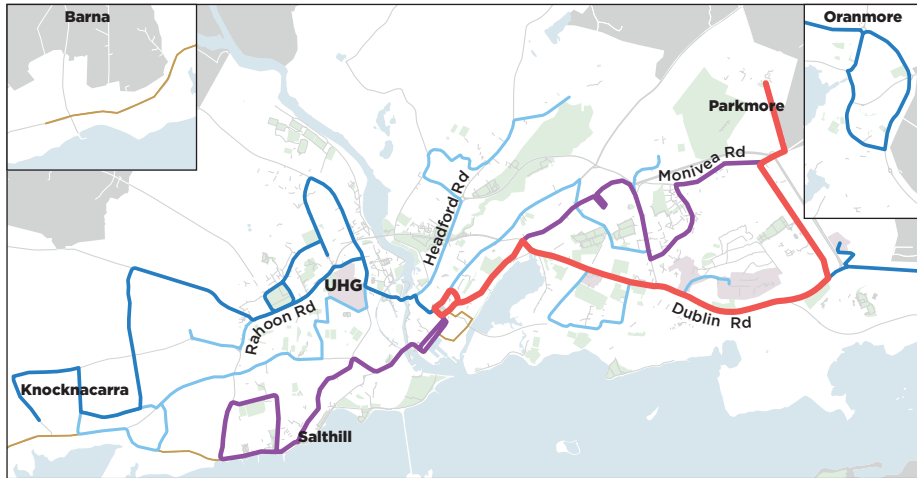 Barna
Oranmore
Parkmore
Monivea Rd
Headford Rd
UHG
Rahoon Rd
Dublin Rd
Knocknacarra
Salthill